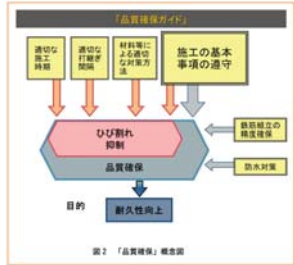 「品質確保ガイド」
適切な
施工
時期
適切な
打継ぎ
間隔
材料等に
よる適切
な対策方
法
施工の基本
事項の遵守
ひび割れ
抑制
品質確保
鉄筋組立の
精度確保
防水対策
目的
耐久性向上
図2 「品質確保」概念図